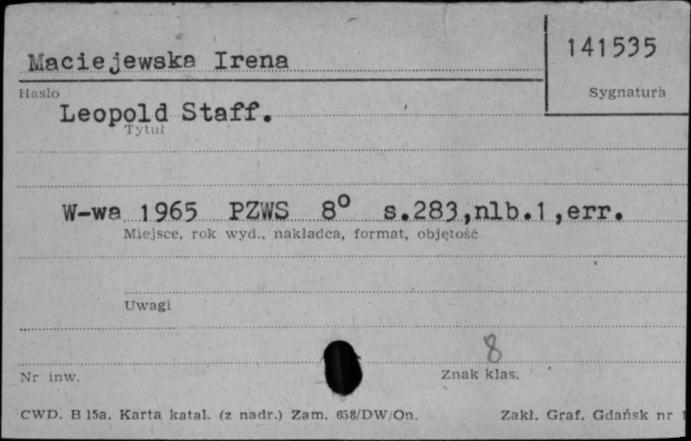 Maciejewska Irena
141535
Hasło
Sygnatura
Leopold Staff.
Tytuł
W-wa 1965 PZWS 8° s.283,nlb.1,err.
Miejsce, rok wyd., nakładca, format, objętość
Uwagi
8
Nr inw.
Znak klas.
CWD. B 15a. Karta katal. (z nadr.) Zam. 658/DW/On. Zakł. Graf. Gdańsk nr 1